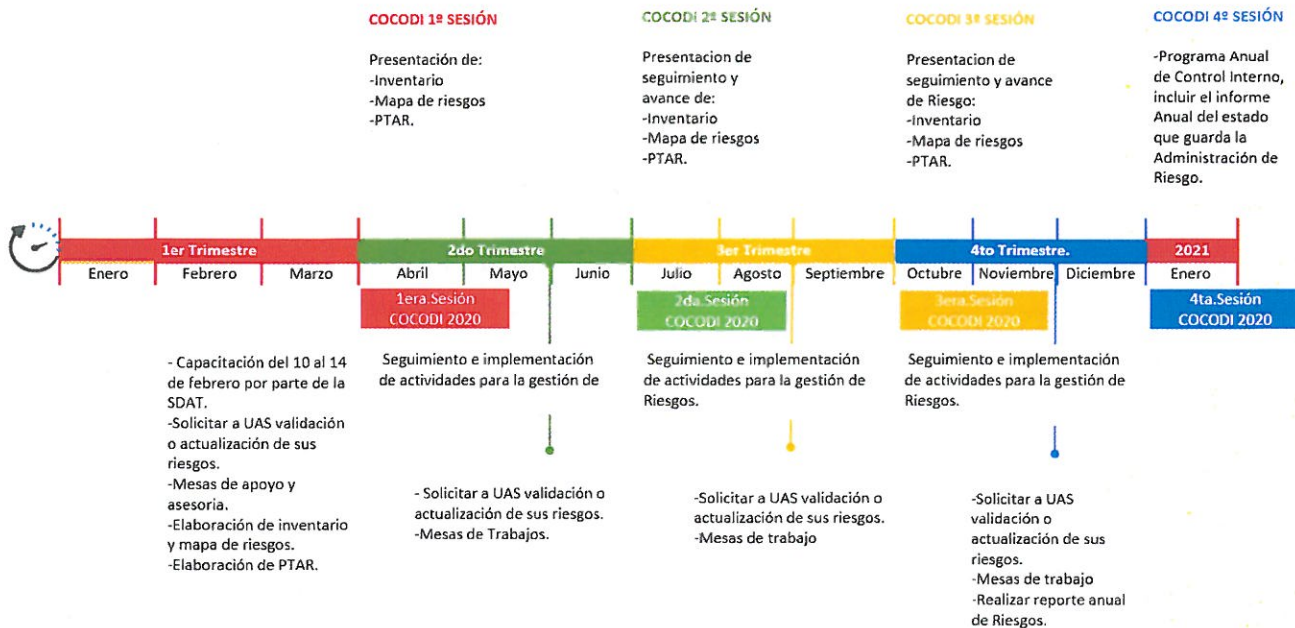 COCODI 1ª SESIÓN
Presentación de:
-Inventario
-Mapa de riesgos
-PTAR.
COCODI 2ª SESIÓN
Presentacion de
seguimiento y
avance de:
-Inventario
-Mapa de riesgos
-PTAR.
COCODI 3ª SESIÓN
Presentacion de
seguimiento y avance
de Riesgo:
-Inventario
-Mapa de riesgos
-PTAR.
COCODI 4ª SESIÓN
-Programa Anual
de Control Interno,
incluir el informe
Anual del estado
que guarda la
Administración de
Riesgo.
1er Trimestre
2do Trimestre
3er Trimestre
4to Trimestre.
2021
Enero
Febrero
Marzo
Abril
Mayo
Junio
Julio
Agosto
Septiembre
Octubre
Noviembre
Diciembre
Enero
1era.Sesión
COCODI 2020
2da.Sesión
COCODI 2020
3era.Sesión
COCODI 2020
4ta.Sesión
COCODI 2020
- Capacitación del 10 al 14
de febrero por parte de la
SDAT.
-Solicitar a UAS validación
o actualización de sus
riesgos.
-Mesas de apoyo y
asesoria.
-Elaboración de inventario
y mapa de riesgos.
-Elaboración de PTAR.
Seguimiento e implementación
de actividades para la gestión de
- Solicitar a UAS validación o
actualización de sus riesgos.
-Mesas de Trabajos.
Seguimiento e implementación
de actividades para la gestión de
Riesgos.
-Solicitar a UAS validación o
actualización de sus riesgos.
-Mesas de trabajo
Seguimiento e implementación
de actividades para la gestión de
Riesgos.
-Solicitar a UAS
validación o
actualización de sus
riesgos.
-Mesas de trabajo
-Realizar reporte anual
de Riesgos.